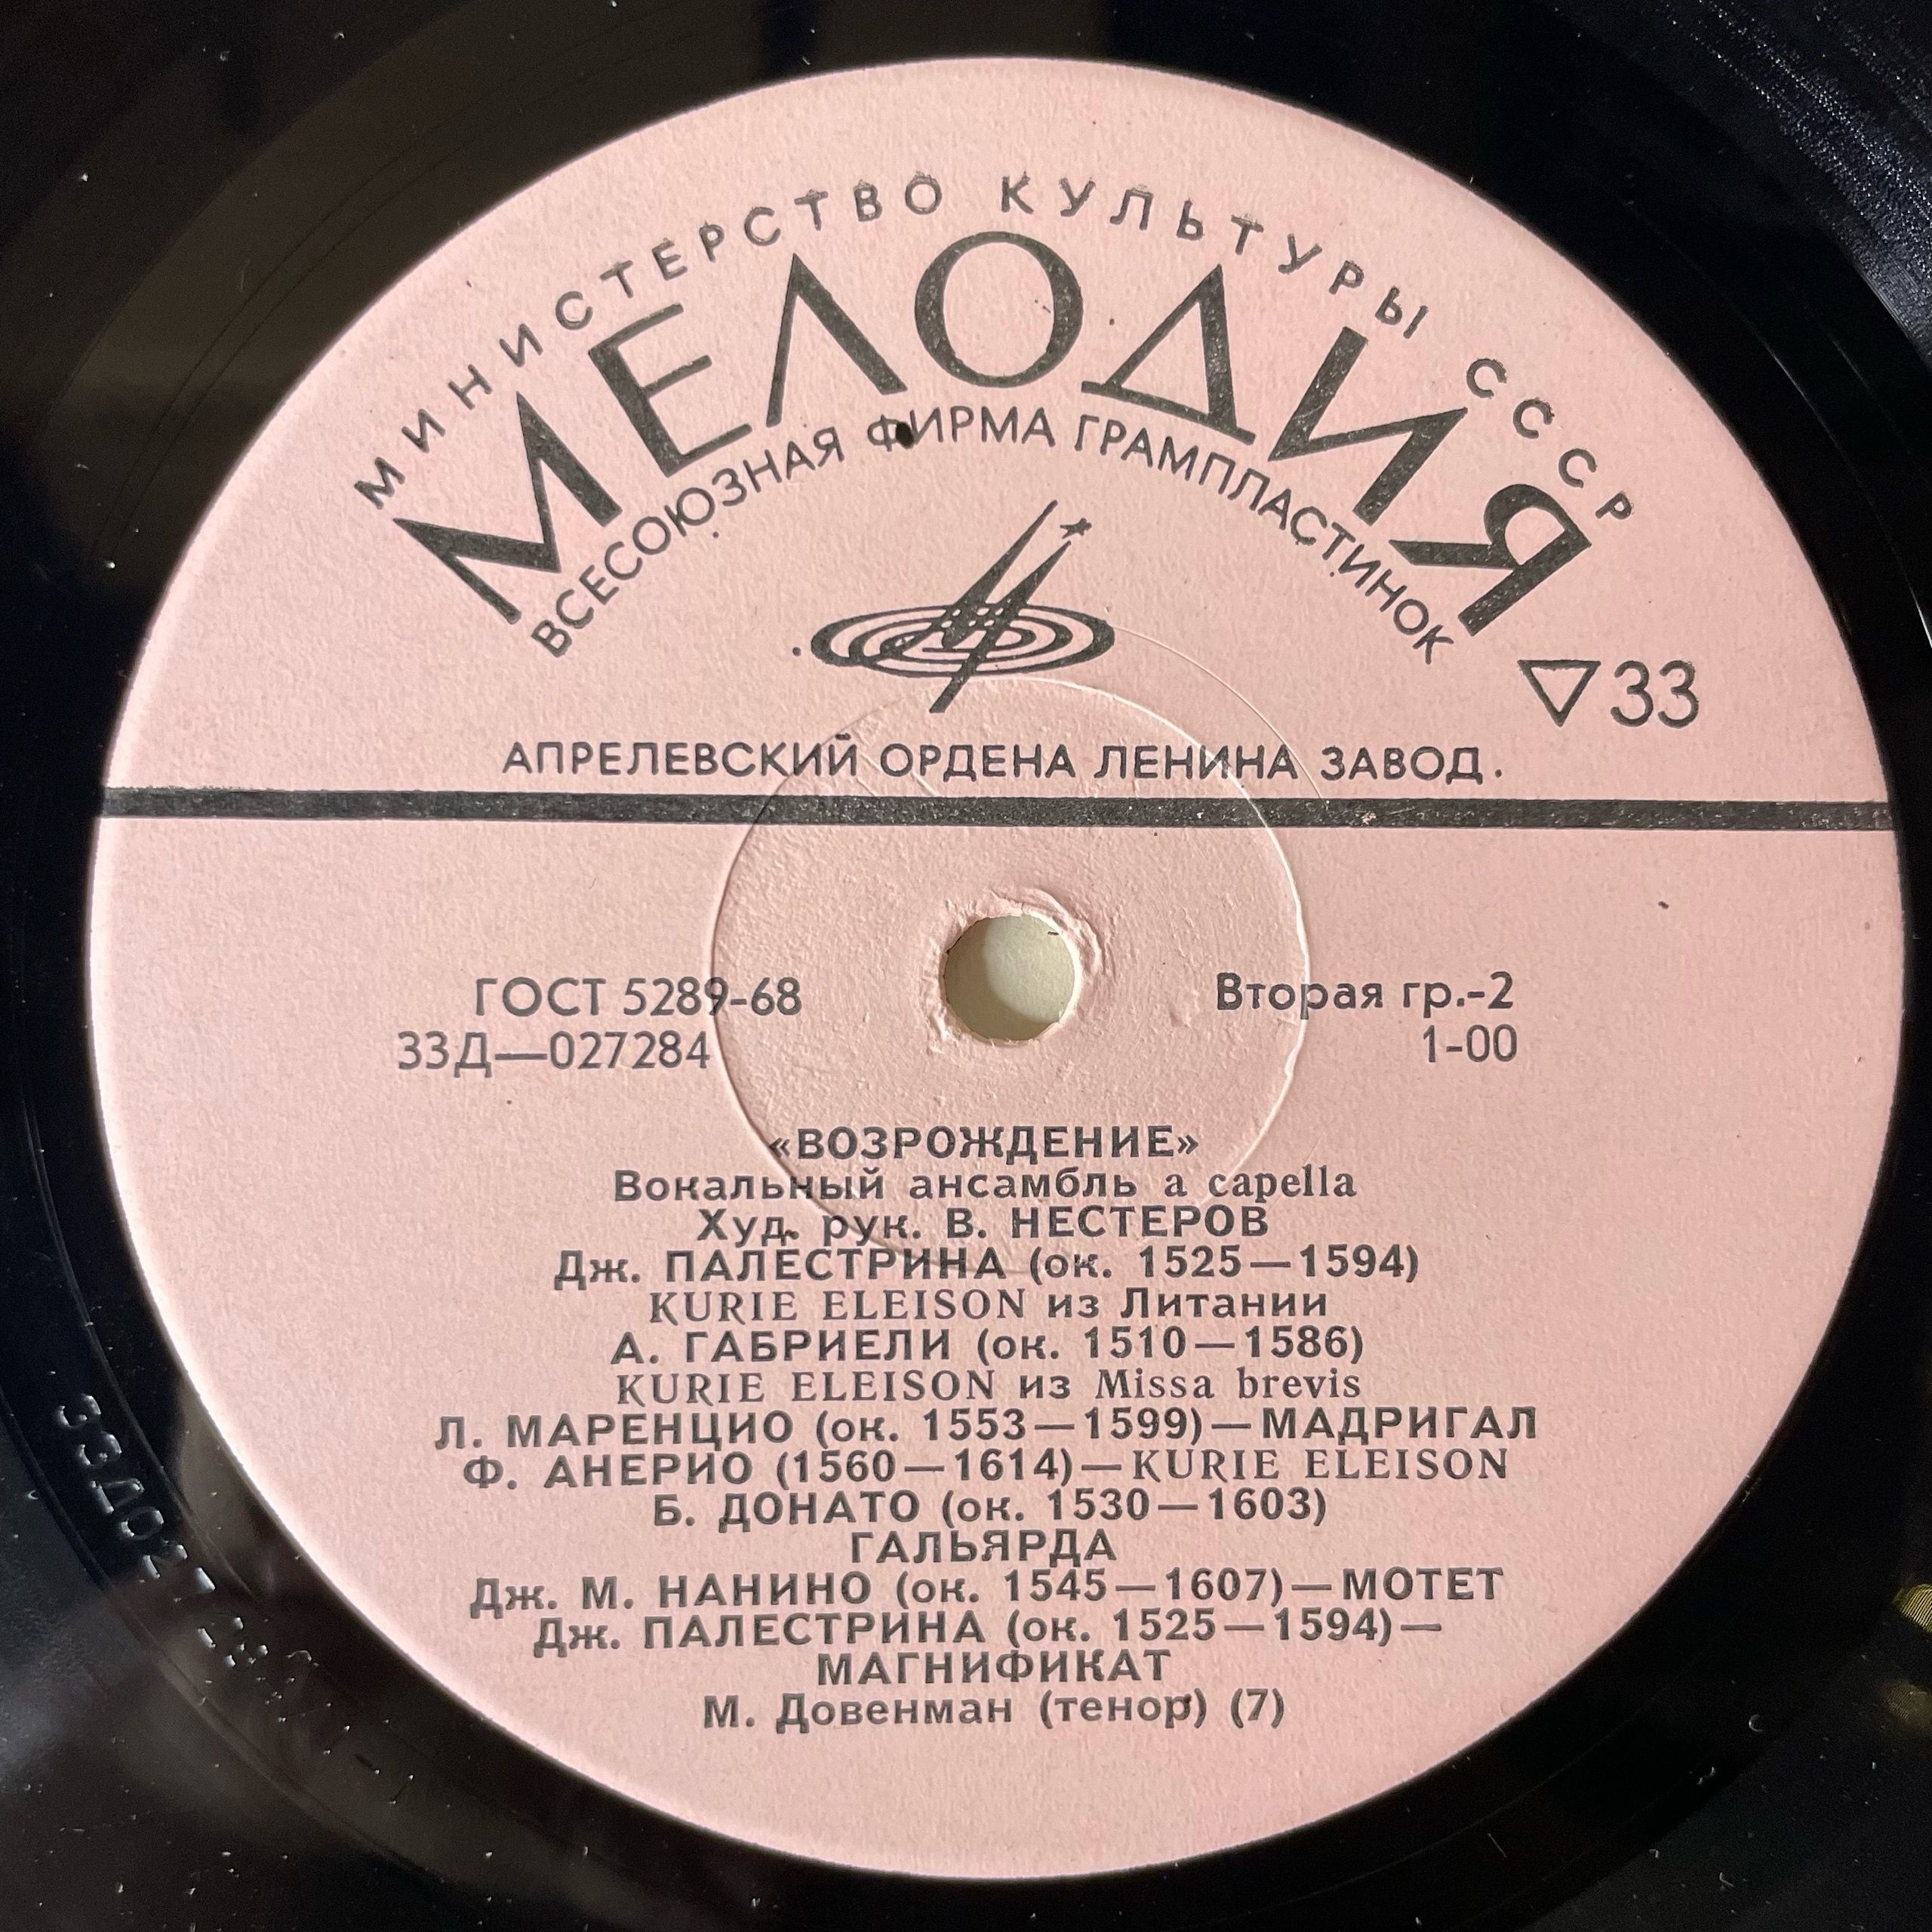 МИНИСТЕРСТВО КУЛЬТУРЫ СССР
МЕЛОДИЯ
ВСЕСОЮЗНАЯ ФИРМА ГРАМПЛАСТИНОК
▽33
АПРЕЛЕВСКИЙ ОРДЕНА ЛЕНИНА ЗАВОД.
ГОСТ 5289-68
Вторая гр.-2
33Д—027284
1-00
«ВОЗРОЖДЕНИЕ»
Вокальный ансамбль a capella
Худ. рук. В. НЕСТЕРОВ
Дж. ПАЛЕСТРИНА (ок. 1525—1594)
KURIE ELEISON из Литании
А. ГАБРИЕЛИ (ок. 1510—1586)
KURIE ELEISON из Missa brevis
Л. МАРЕНЦИО (ок. 1553—1599)—МАДРИГАЛ
Ф. АНЕРИО (1560—1614)—KURIE ELEISON
Б. ДОНАТО (ок. 1530—1603)
ГАЛЬЯРДА
Дж. М. НАНИНО (ок. 1545—1607)—МОТЕТ
Дж. ПАЛЕСТРИНА (ок. 1525—1594)—
МАГНИФИКАТ
М. Довенман (тенор) (7)